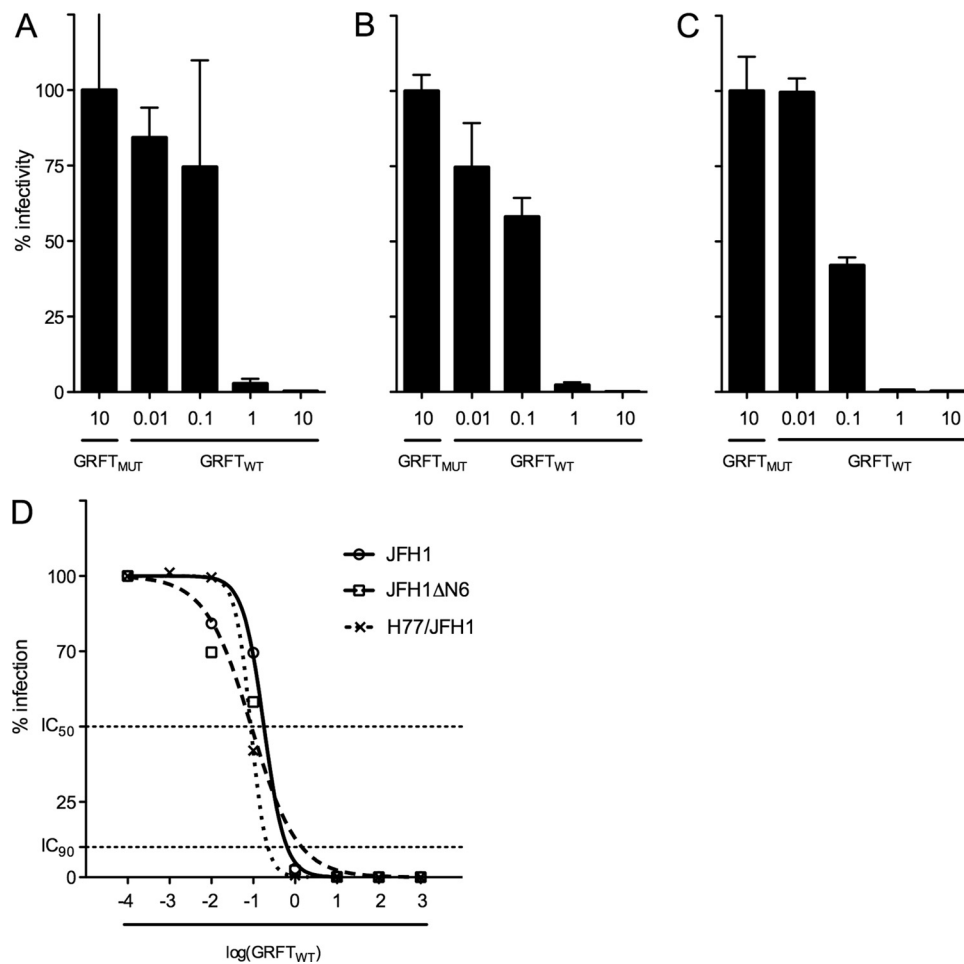 A
B
C
% infectivity
100
75
50
25
0
10 0.01 0.1 1 10
GRFTMUT GRFTWT
10 0.01 0.1 1 10
GRFTMUT GRFTWT
10 0.01 0.1 1 10
GRFTMUT GRFTWT
D
JFH1
JFH1ΔN6
H77/JFH1
% infection
100
70
IC50
25
IC90
0
-4 -3 -2 -1 0 1 2 3
log(GRFTWT)